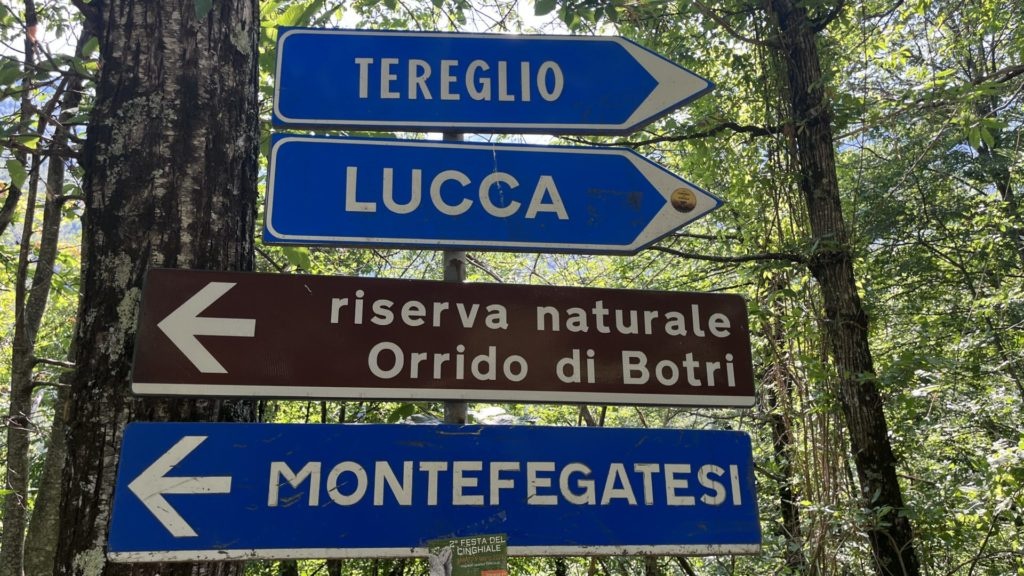 TEREGLIO
LUCCA
riserva naturale
Orrido di Botri
MONTEFEGATESI
FESTA DEL
CINGHIALE